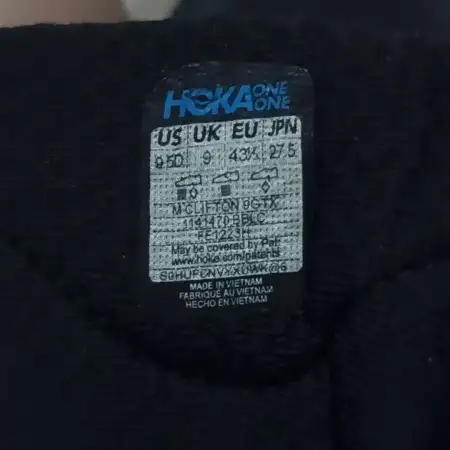 HOKA ONE ONE
US UK EU JPN
9.5D 9 43⅓ 27.5
M CLIFTON 9 GTX
1141470 BBLC
May be covered by Pat.
www.hoka.com/patents
MADE IN VIETNAM
FABRIQUÉ AU VIETNAM
HECHO EN VIETNAM